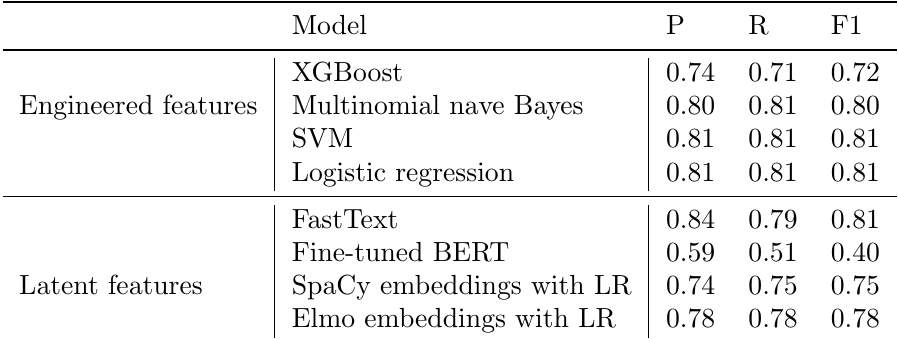 Model P R F1
XGBoost 0.74 0.71 0.72
Engineered features Multinomial nave Bayes 0.80 0.81 0.80
SVM 0.81 0.81 0.81
Logistic regression 0.81 0.81 0.81
FastText 0.84 0.79 0.81
Fine-tuned BERT 0.59 0.51 0.40
Latent features SpaCy embeddings with LR 0.74 0.75 0.75
Elmo embeddings with LR 0.78 0.78 0.78